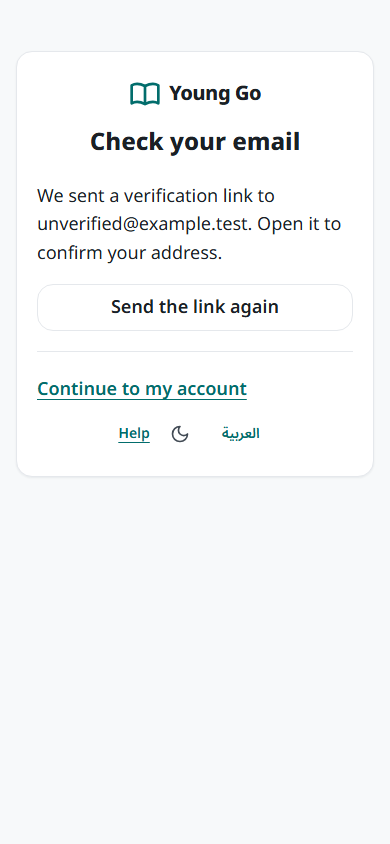 Young Go
Check your email
We sent a verification link to
unverified@example.test. Open it to
confirm your address.
Send the link again
Continue to my account
Help
العربية